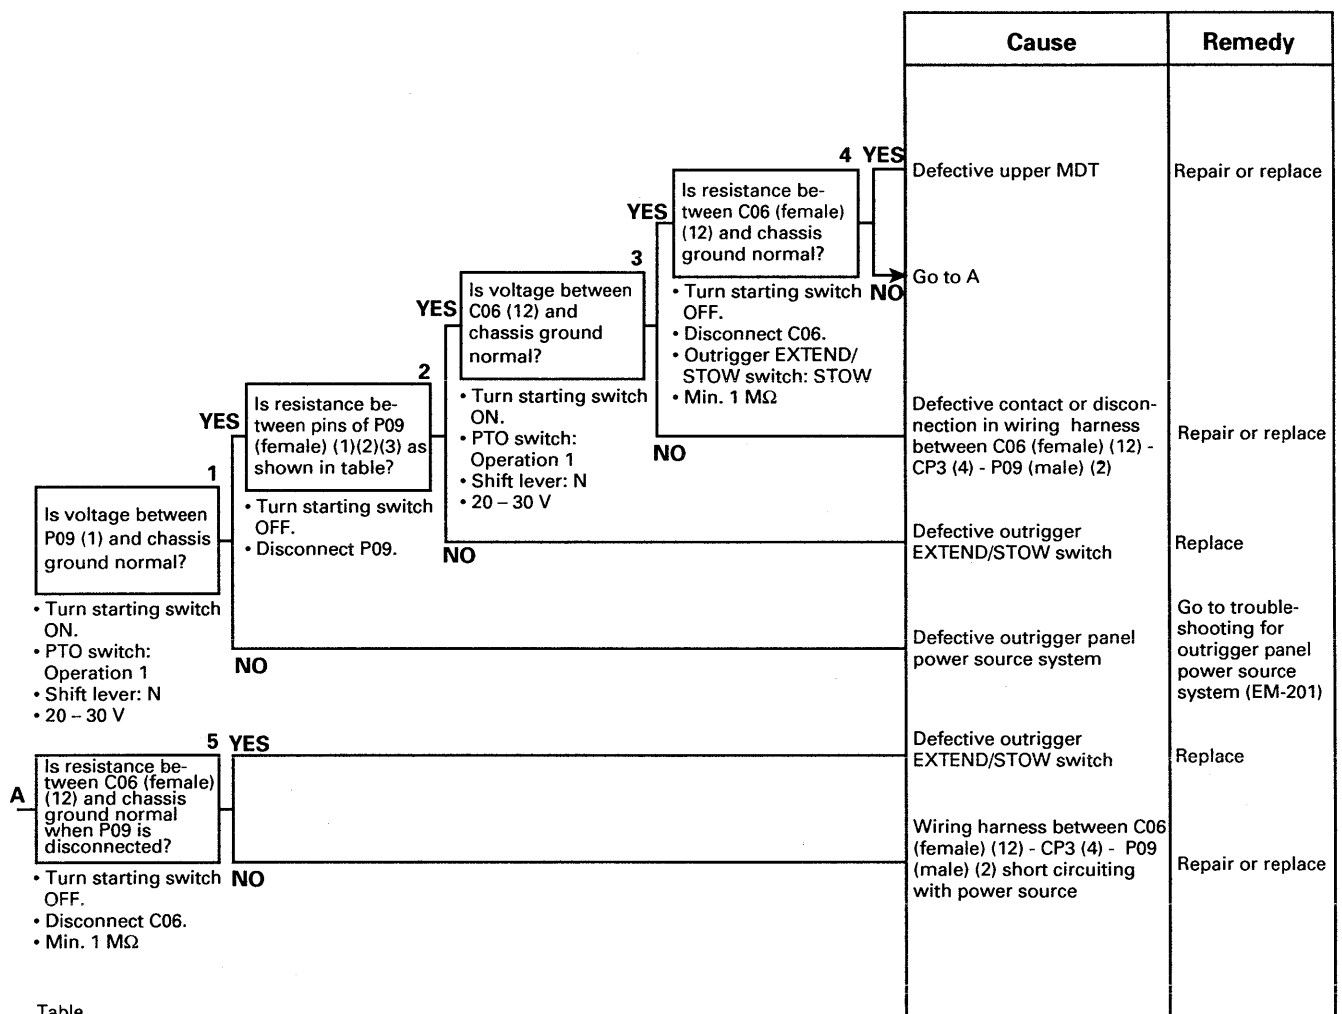 Cause
Remedy
4 YES
Defective upper MDT
Repair or replace
Is resistance be-
tween C06 (female)
(12) and chassis
ground normal?
YES
NO
Go to A
• Turn starting switch
OFF.
• Disconnect C06.
• Outrigger EXTEND/
STOW switch: STOW
• Min. 1 MΩ
3
Is voltage between
C06 (12) and
chassis ground
normal?
YES
• Turn starting switch
ON.
• PTO switch:
Operation 1
• Shift lever: N
• 20 – 30 V
NO
Defective contact or discon-
nection in wiring harness
between C06 (female) (12) -
CP3 (4) - P09 (male) (2)
Repair or replace
2
YES
Is resistance be-
tween pins of P09
(female) (1)(2)(3) as
shown in table?
• Turn starting switch
OFF.
• Disconnect P09.
NO
Defective outrigger
EXTEND/STOW switch
Replace
1
Is voltage between
P09 (1) and chassis
ground normal?
• Turn starting switch
ON.
• PTO switch:
Operation 1
• Shift lever: N
• 20 – 30 V
NO
Defective outrigger panel
power source system
Go to trouble-
shooting for
outrigger panel
power source
system (EM-201)
5 YES
A
Is resistance be-
tween C06 (female)
(12) and chassis
ground normal
when P09 is
disconnected?
Defective outrigger
EXTEND/STOW switch
Replace
• Turn starting switch
OFF.
• Disconnect C06.
• Min. 1 MΩ
NO
Wiring harness between C06
(female) (12) - CP3 (4) - P09
(male) (2) short circuiting
with power source
Repair or replace
Table